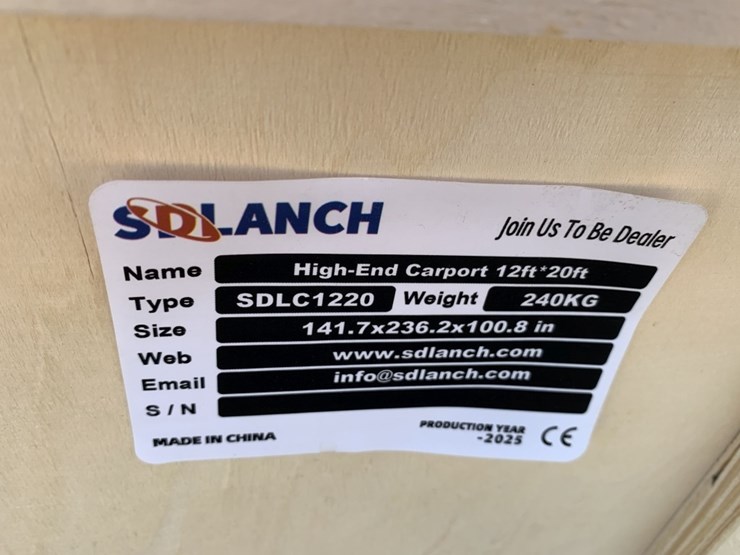 SDLANCH
Join Us To Be Dealer
Name High-End Carport 12ft*20ft
Type SDLC1220 Weight 240KG
Size 141.7x236.2x100.8 in
Web www.sdlanch.com
Email info@sdlanch.com
S/N
MADE IN CHINA
PRODUCTION YEAR
-2025
CE